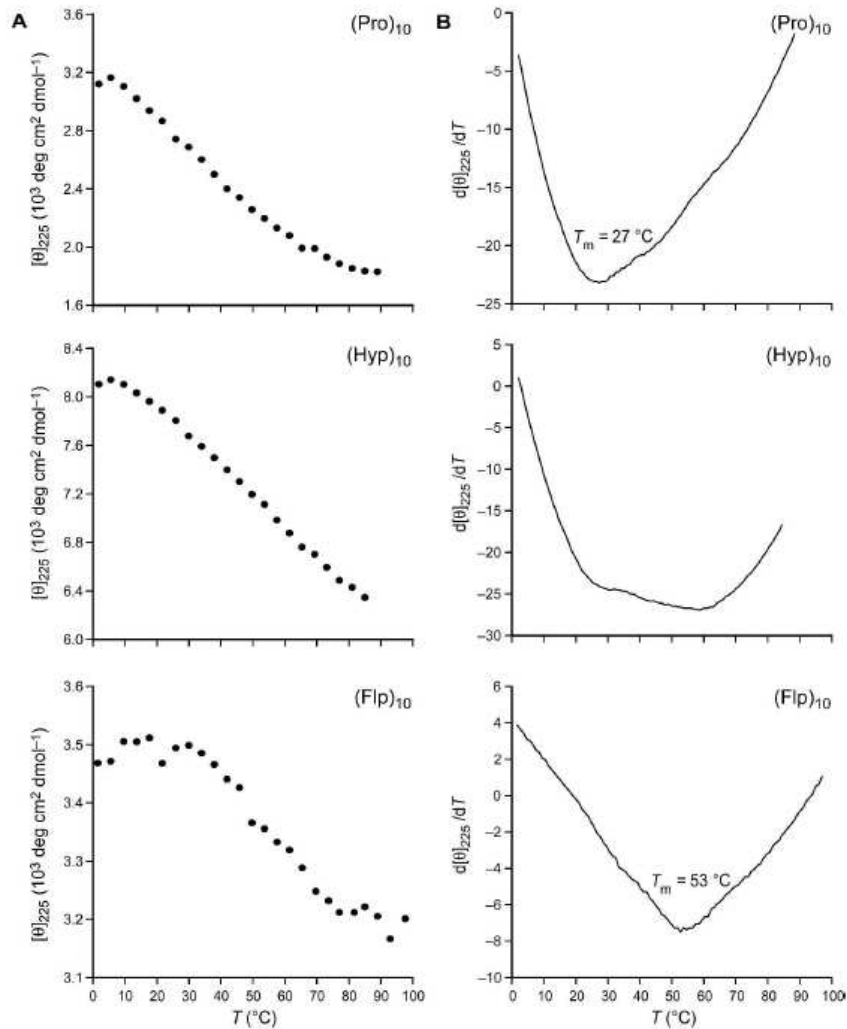 A
(Pro)10
3.6
3.2
2.8
2.4
2.0
1.6
[θ]225 (10³ deg cm² dmol⁻¹)
B
(Pro)10
0
−5
−10
−15
−20
−25
d[θ]225 /dT
Tm = 27 °C
(Hyp)10
8.4
8.0
7.6
7.2
6.8
6.4
6.0
[θ]225 (10³ deg cm² dmol⁻¹)
(Hyp)10
5
0
−5
−10
−15
−20
−25
−30
d[θ]225 /dT
(Flp)10
3.6
3.5
3.4
3.3
3.2
3.1
[θ]225 (10³ deg cm² dmol⁻¹)
0 10 20 30 40 50 60 70 80 90 100
T (°C)
(Flp)10
6
4
2
0
−2
−4
−6
−8
−10
d[θ]225 /dT
Tm = 53 °C
0 10 20 30 40 50 60 70 80 90 100
T (°C)